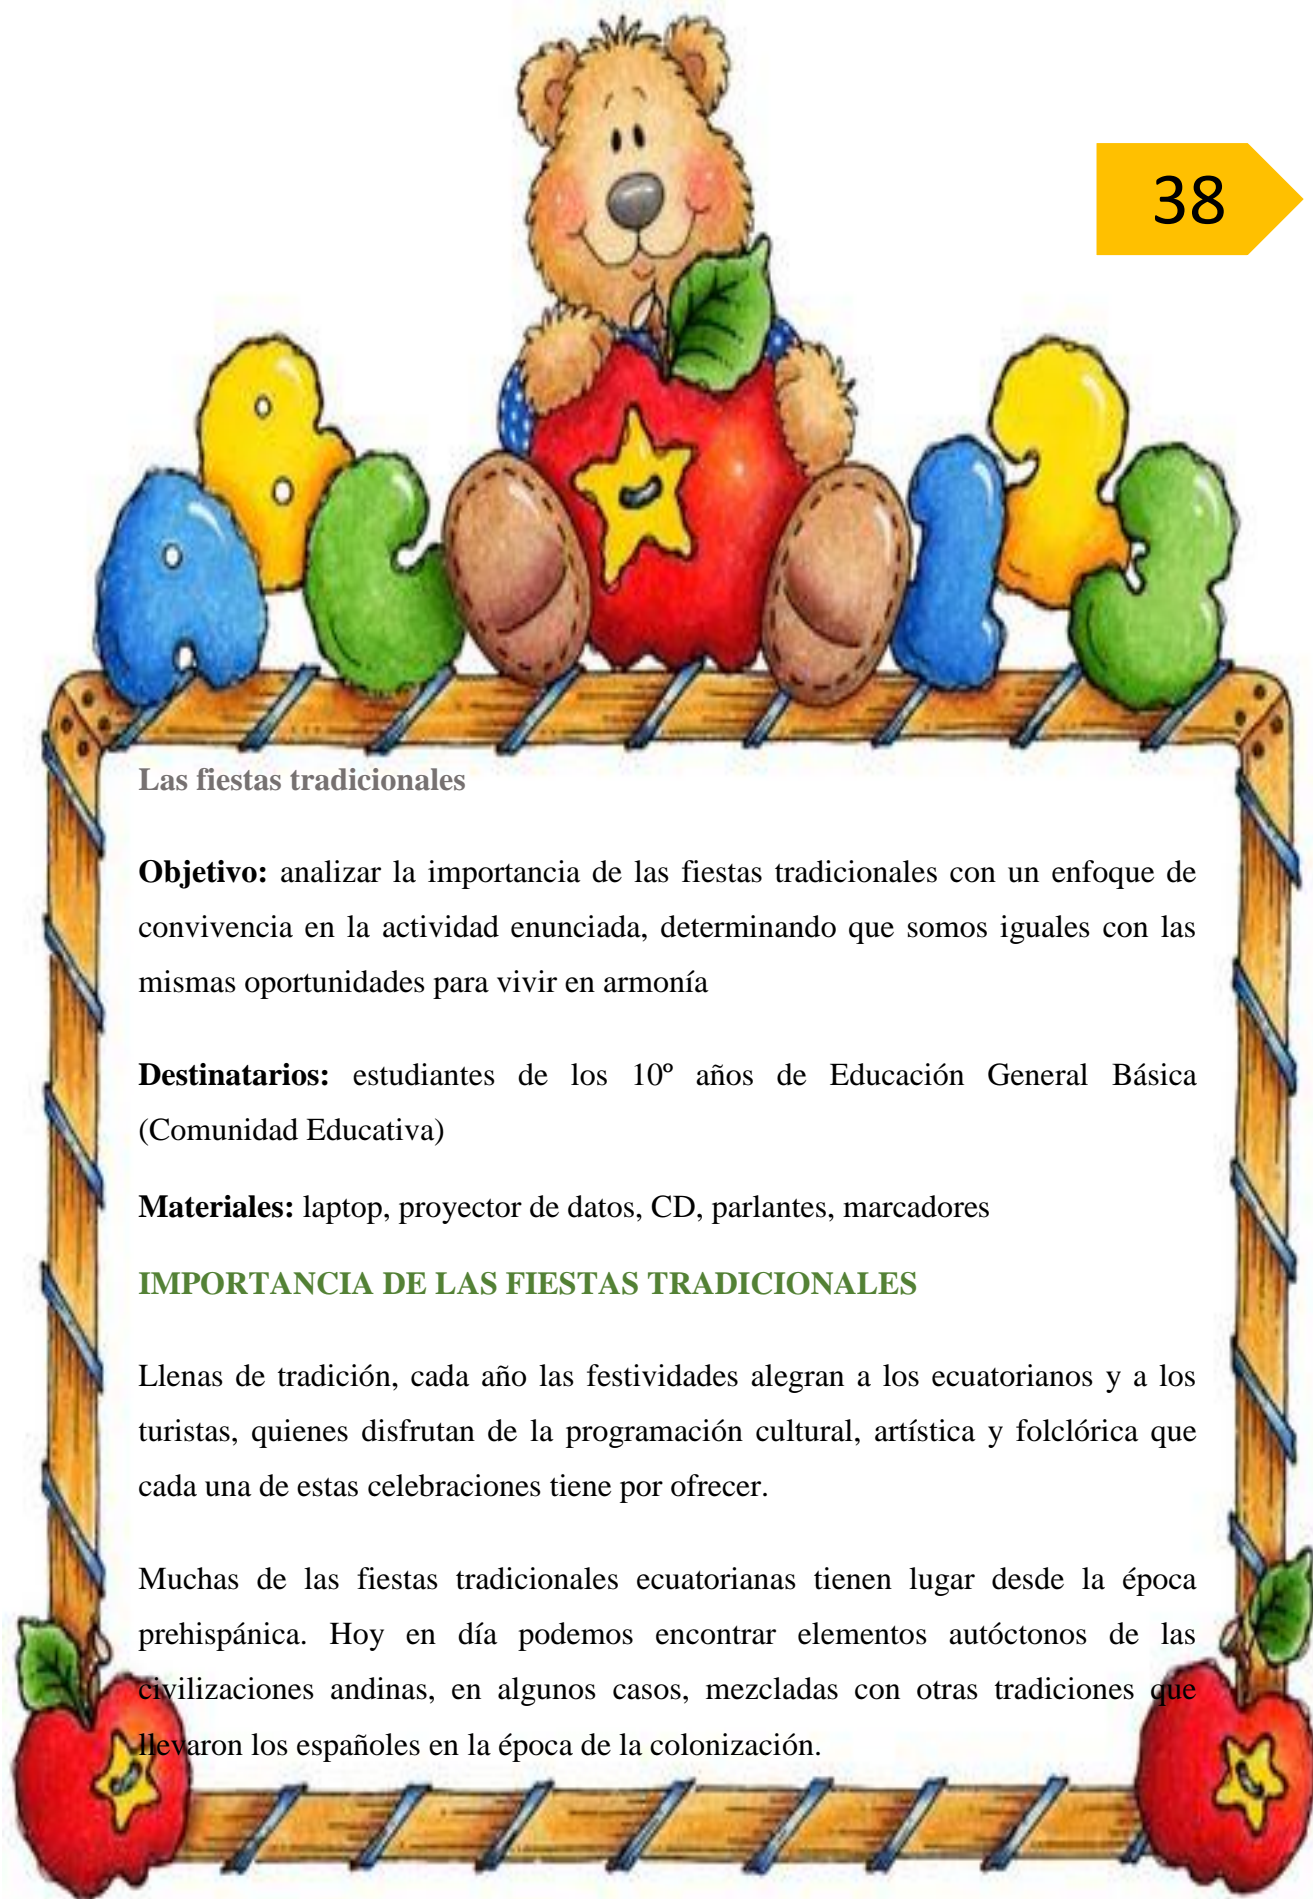 38
ABC 123
Las fiestas tradicionales
Objetivo: analizar la importancia de las fiestas tradicionales con un enfoque de
convivencia en la actividad enunciada, determinando que somos iguales con las
mismas oportunidades para vivir en armonía
Destinatarios: estudiantes de los 10º años de Educación General Básica
(Comunidad Educativa)
Materiales: laptop, proyector de datos, CD, parlantes, marcadores
IMPORTANCIA DE LAS FIESTAS TRADICIONALES
Llenas de tradición, cada año las festividades alegran a los ecuatorianos y a los
turistas, quienes disfrutan de la programación cultural, artística y folclórica que
cada una de estas celebraciones tiene por ofrecer.
Muchas de las fiestas tradicionales ecuatorianas tienen lugar desde la época
prehispánica. Hoy en día podemos encontrar elementos autóctonos de las
civilizaciones andinas, en algunos casos, mezcladas con otras tradiciones que
llevaron los españoles en la época de la colonización.